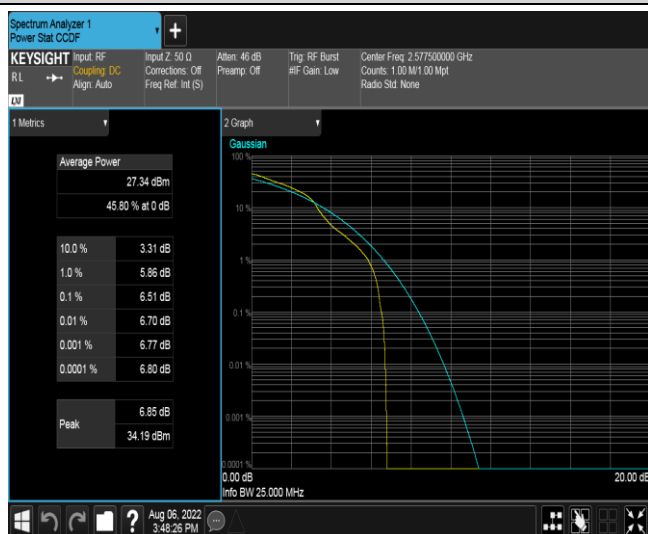 Spectrum Analyzer 1
Power Stat CCDF
+
KEYSIGHT
RL
LXI
Input: RF
Coupling: DC
Align: Auto
Input Z: 50 Ω
Corrections: Off
Freq Ref: Int (S)
Atten: 46 dB
Preamp: Off
Trig: RF Burst
#IF Gain: Low
Center Freq: 2.577500000 GHz
Counts: 1.00 M/1.00 Mpt
Radio Std: None
1 Metrics
Average Power
27.34 dBm
45.80 % at 0 dB
10.0 % 3.31 dB
1.0 % 5.86 dB
0.1 % 6.51 dB
0.01 % 6.70 dB
0.001 % 6.77 dB
0.0001 % 6.80 dB
Peak
6.85 dB
34.19 dBm
2 Graph
Gaussian
100 %
10 %
1 %
0.1 %
0.01 %
0.001 %
0.0001 %
0.00 dB
20.00 dB
Info BW 25.000 MHz
?
Aug 06, 2022
3:48:26 PM